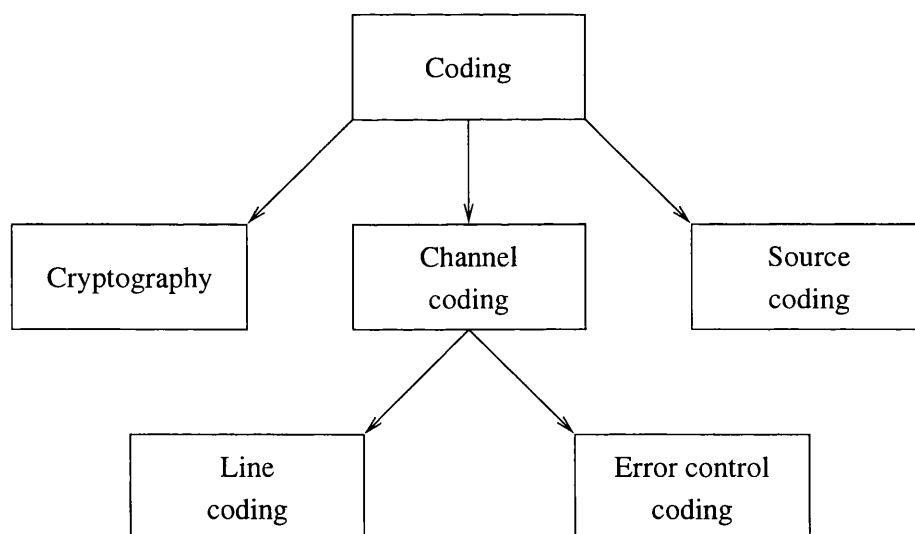 Coding
Cryptography
Channel
coding
Source
coding
Line
coding
Error control
coding